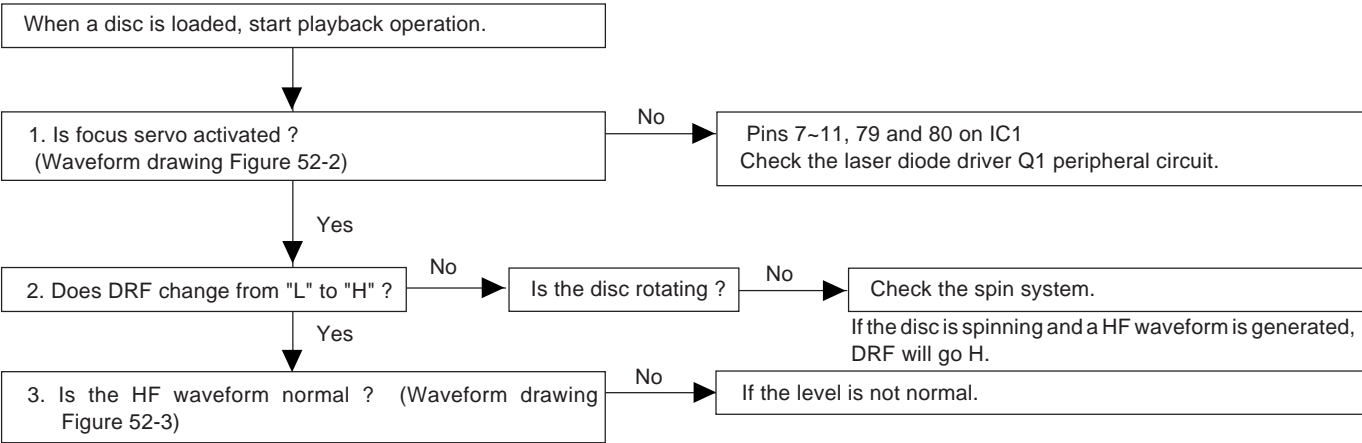 When a disc is loaded, start playback operation.
1. Is focus servo activated ?
(Waveform drawing Figure 52-2)
No
Pins 7~11, 79 and 80 on IC1
Check the laser diode driver Q1 peripheral circuit.
Yes
2. Does DRF change from "L" to "H" ?
No
Is the disc rotating ?
No
Check the spin system.
If the disc is spinning and a HF waveform is generated,
DRF will go H.
Yes
3. Is the HF waveform normal ? (Waveform drawing
Figure 52-3)
No
If the level is not normal.